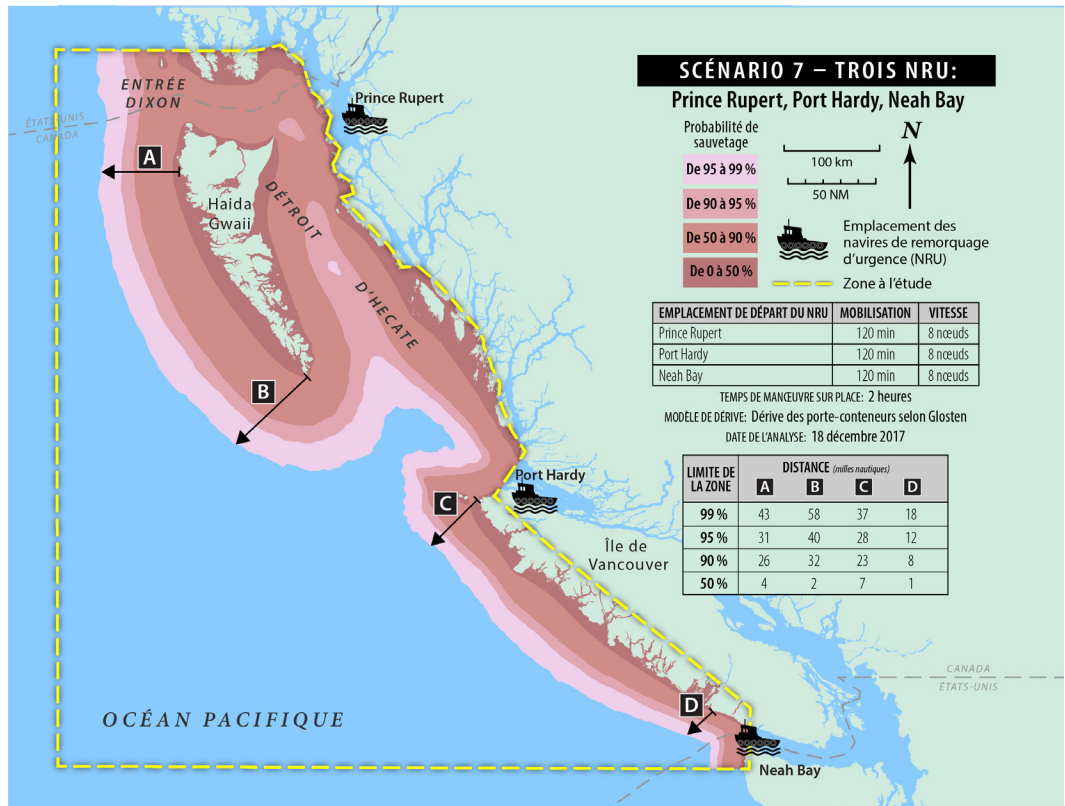 SCÉNARIO 7 – TROIS NRU:
Prince Rupert, Port Hardy, Neah Bay
Probabilité de
sauvetage
De 95 à 99 %
De 90 à 95 %
De 50 à 90 %
De 0 à 50 %
100 km
50 NM
N
Emplacement des
navires de remorquage
d'urgence (NRU)
Zone à l'étude
EMPLACEMENT DE DÉPART DU NRU MOBILISATION VITESSE
Prince Rupert 120 min 8 nœuds
Port Hardy 120 min 8 nœuds
Neah Bay 120 min 8 nœuds
TEMPS DE MANŒUVRE SUR PLACE: 2 heures
MODÈLE DE DÉRIVE: Dérive des porte-conteneurs selon Glosten
DATE DE L'ANALYSE: 18 décembre 2017
LIMITE DE
LA ZONE
DISTANCE (milles nautiques)
A B C D
99 % 43 58 37 18
95 % 31 40 28 12
90 % 26 32 23 8
50 % 4 2 7 1
ENTRÉE
DIXON
ÉTATS-UNIS
CANADA
Prince Rupert
A
Haida
Gwaii
DÉTROIT
D'HECATE
B
Port Hardy
C
Île de
Vancouver
D
CANADA
ÉTATS-UNIS
OCÉAN PACIFIQUE
Neah Bay